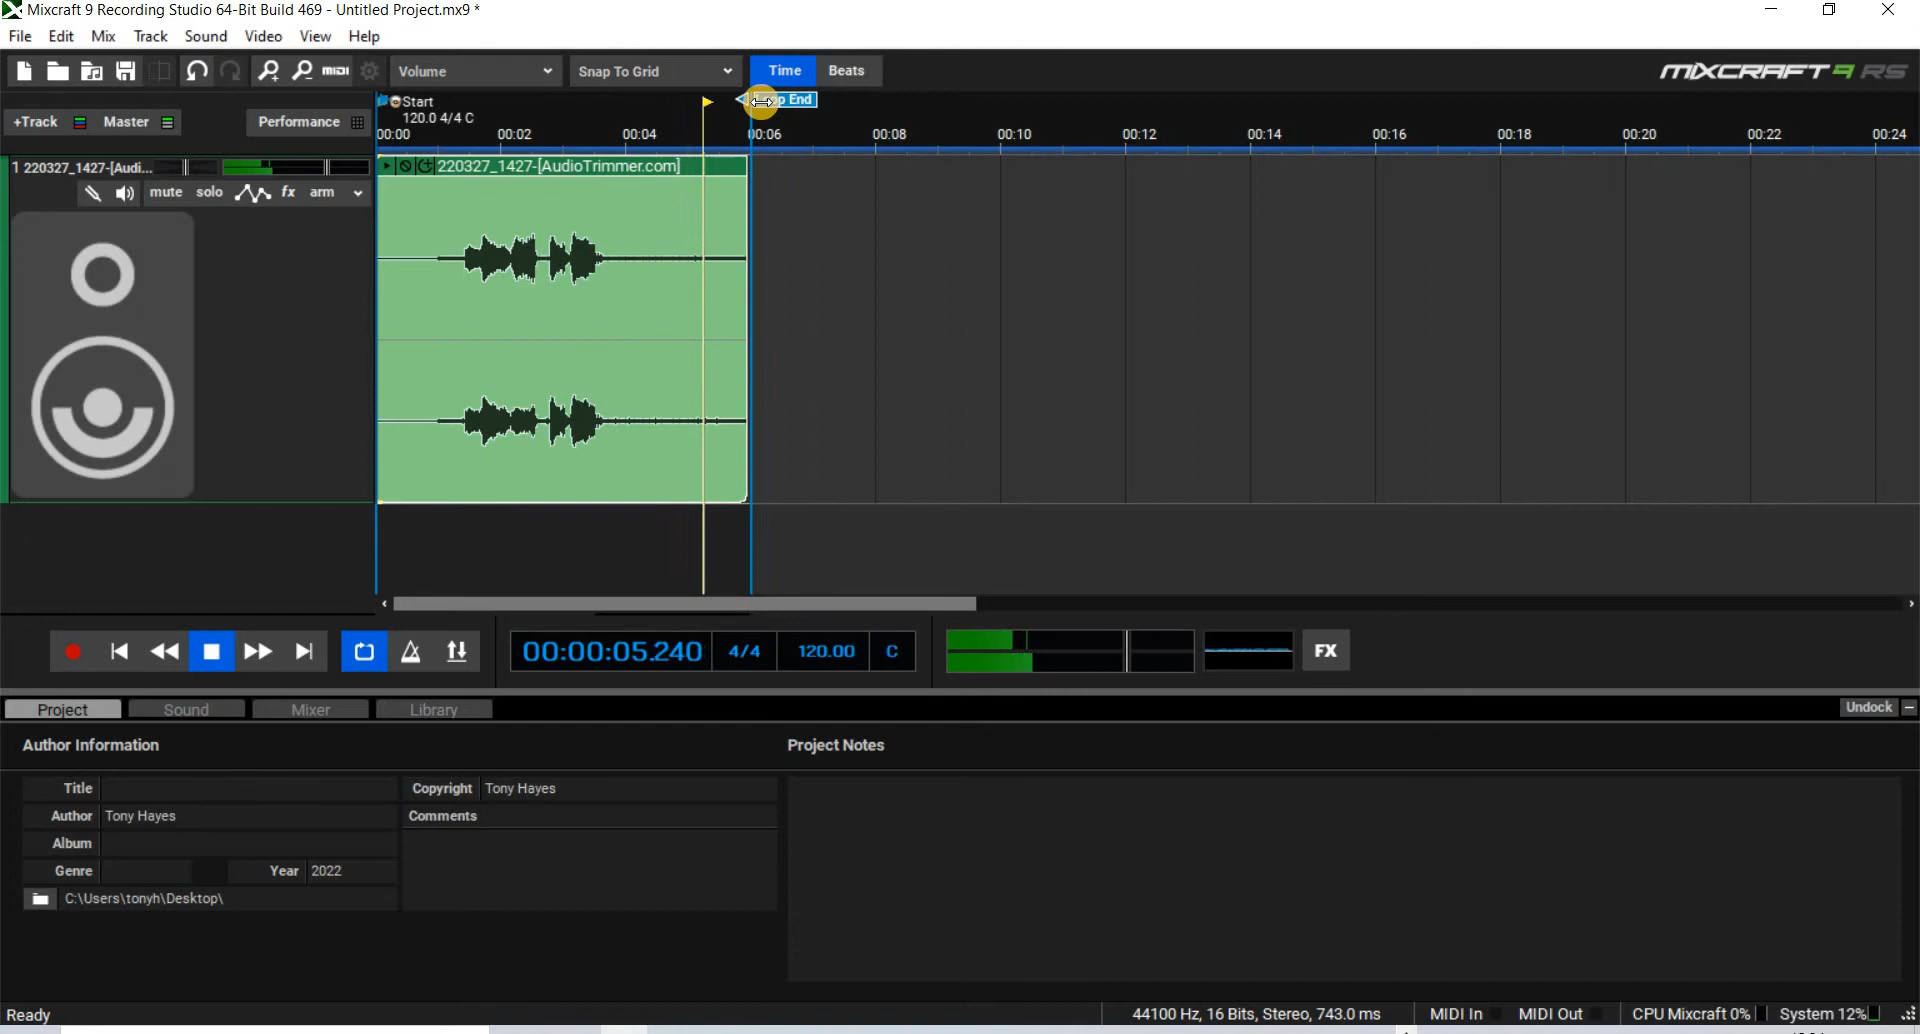 Mixcraft 9 Recording Studio 64-Bit Build 469 - Untitled Project.mx9 *
File Edit Mix Track Sound Video View Help
MIDI Volume Snap To Grid Time Beats MIXCRAFT 9 RS
Start End
120.0 4/4 C
+Track Master Performance
00:00 00:02 00:04 00:06 00:08 00:10 00:12 00:14 00:16 00:18 00:20 00:22 00:24
1 220327_1427-[Audi... 220327_1427-[AudioTrimmer.com]
mute solo fx arm
00:00:05.240 4/4 120.00 C FX
Project Sound Mixer Library Undock
Author Information Project Notes
Title Copyright Tony Hayes
Author Tony Hayes Comments
Album
Genre Year 2022
C:\Users\tonyh\Desktop\
Ready 44100 Hz, 16 Bits, Stereo, 743.0 ms MIDI In MIDI Out CPU Mixcraft 0% System 12%